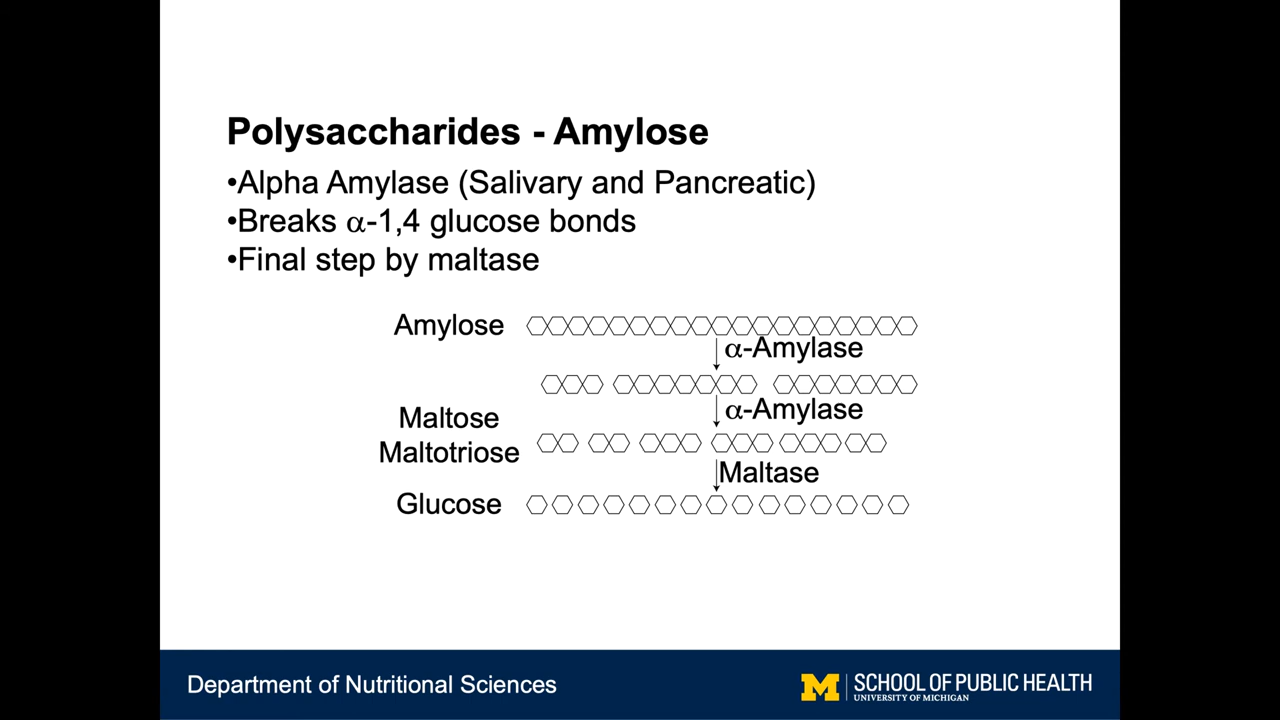 Polysaccharides - Amylose
•Alpha Amylase (Salivary and Pancreatic)
•Breaks α-1,4 glucose bonds
•Final step by maltase
Amylose
α-Amylase
α-Amylase
Maltose
Maltotriose
Maltase
Glucose
Department of Nutritional Sciences
M SCHOOL OF PUBLIC HEALTH
UNIVERSITY OF MICHIGAN